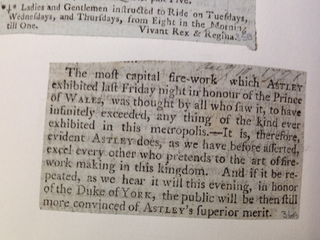 *⁎* Ladies and Gentlemen instructed to Ride on Tuesdays,
Wednesdays, and Thursdays, from Eight in the Morning
till One. Vivant Rex & Regina.
The most capital fire-work which ASTLEY
exhibited last Friday night in honour of the Prince
of WALES, was thought by all who saw it, to have
infinitely exceeded, any thing of the kind ever
exhibited in this metropolis.—It is, therefore,
evident ASTLEY does, as we have before asserted,
excel every other who pretends to the art of fire-
work making in this kingdom. And if it be re-
peated, as we hear it will this evening, in honor
of the Duke of YORK, the public will be then still
more convinced of ASTLEY's superior merit.